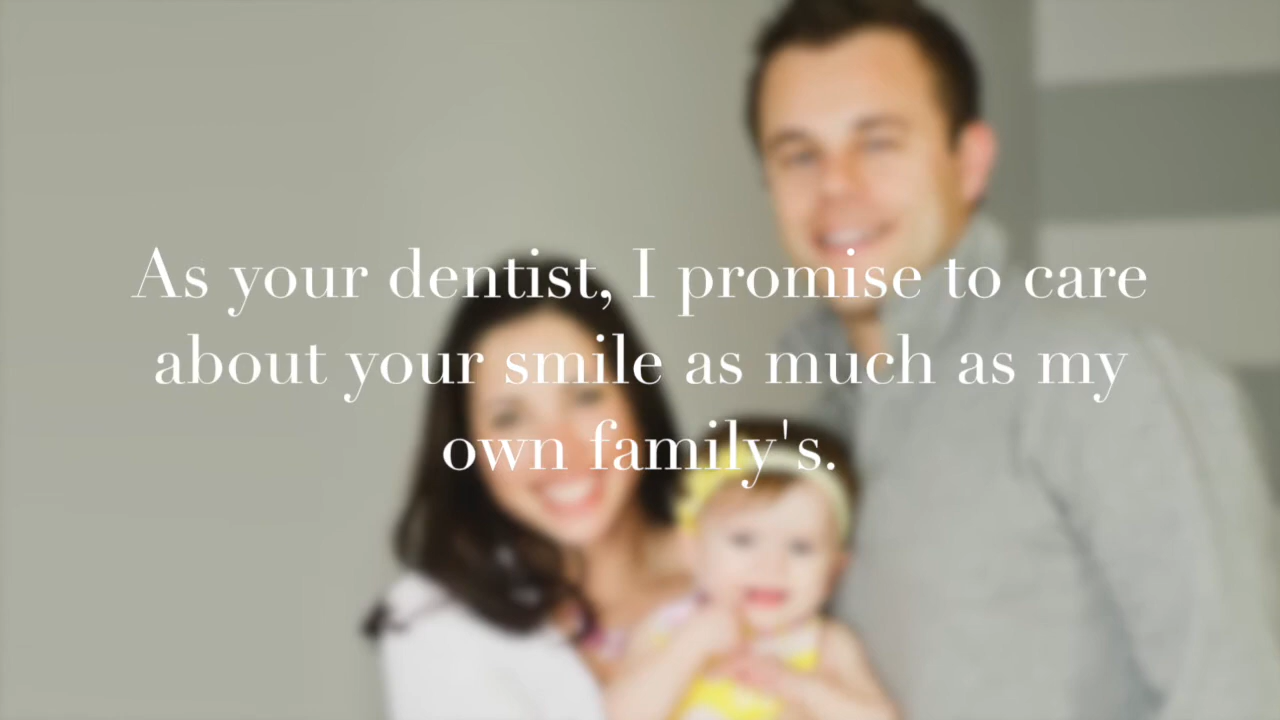 As your dentist, I promise to care
about your smile as much as my
own family's.